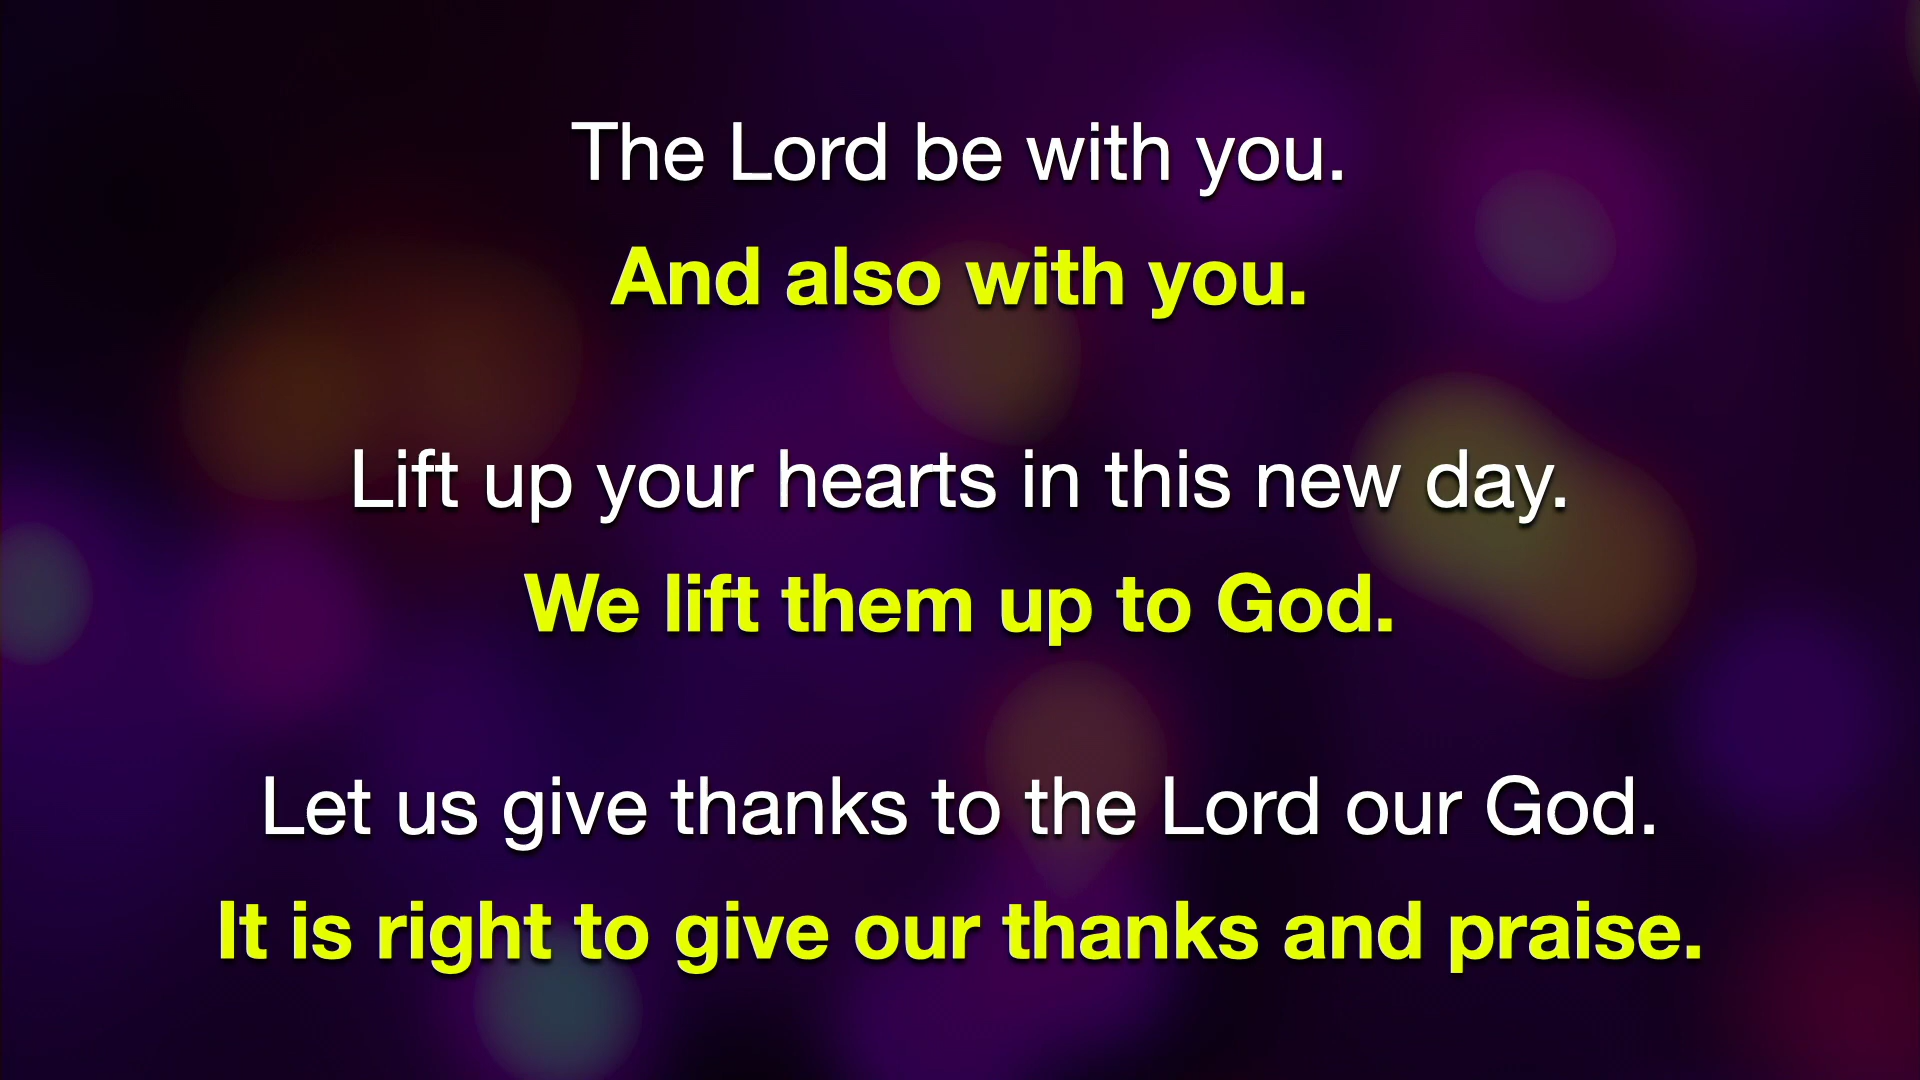 The Lord be with you.
And also with you.
Lift up your hearts in this new day.
We lift them up to God.
Let us give thanks to the Lord our God.
It is right to give our thanks and praise.